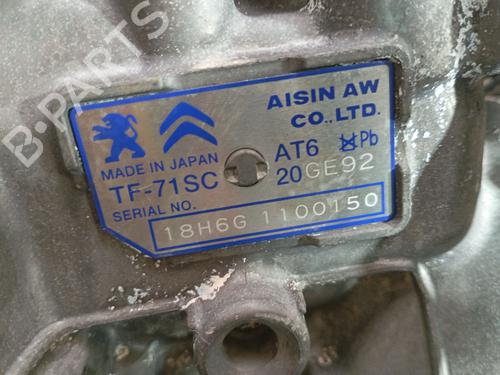 B-PARTS
AISIN AW
CO.,LTD.
MADE IN JAPAN
TF-71SC
AT6 Pb
20GE92
SERIAL NO.
18H6G 1100150